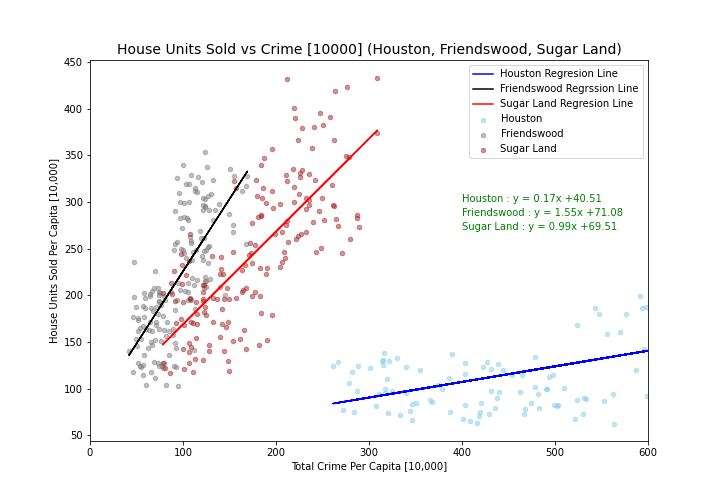 House Units Sold vs Crime [10000] (Houston, Friendswood, Sugar Land)
450
400
350
300
250
200
150
100
50
House Units Sold Per Capita [10,000]
Houston Regresion Line
Friendswood Regrssion Line
Sugar Land Regresion Line
Houston
Friendswood
Sugar Land
Houston : y = 0.17x +40.51
Friendswood : y = 1.55x +71.08
Sugar Land : y = 0.99x +69.51
0 100 200 300 400 500 600
Total Crime Per Capita [10,000]